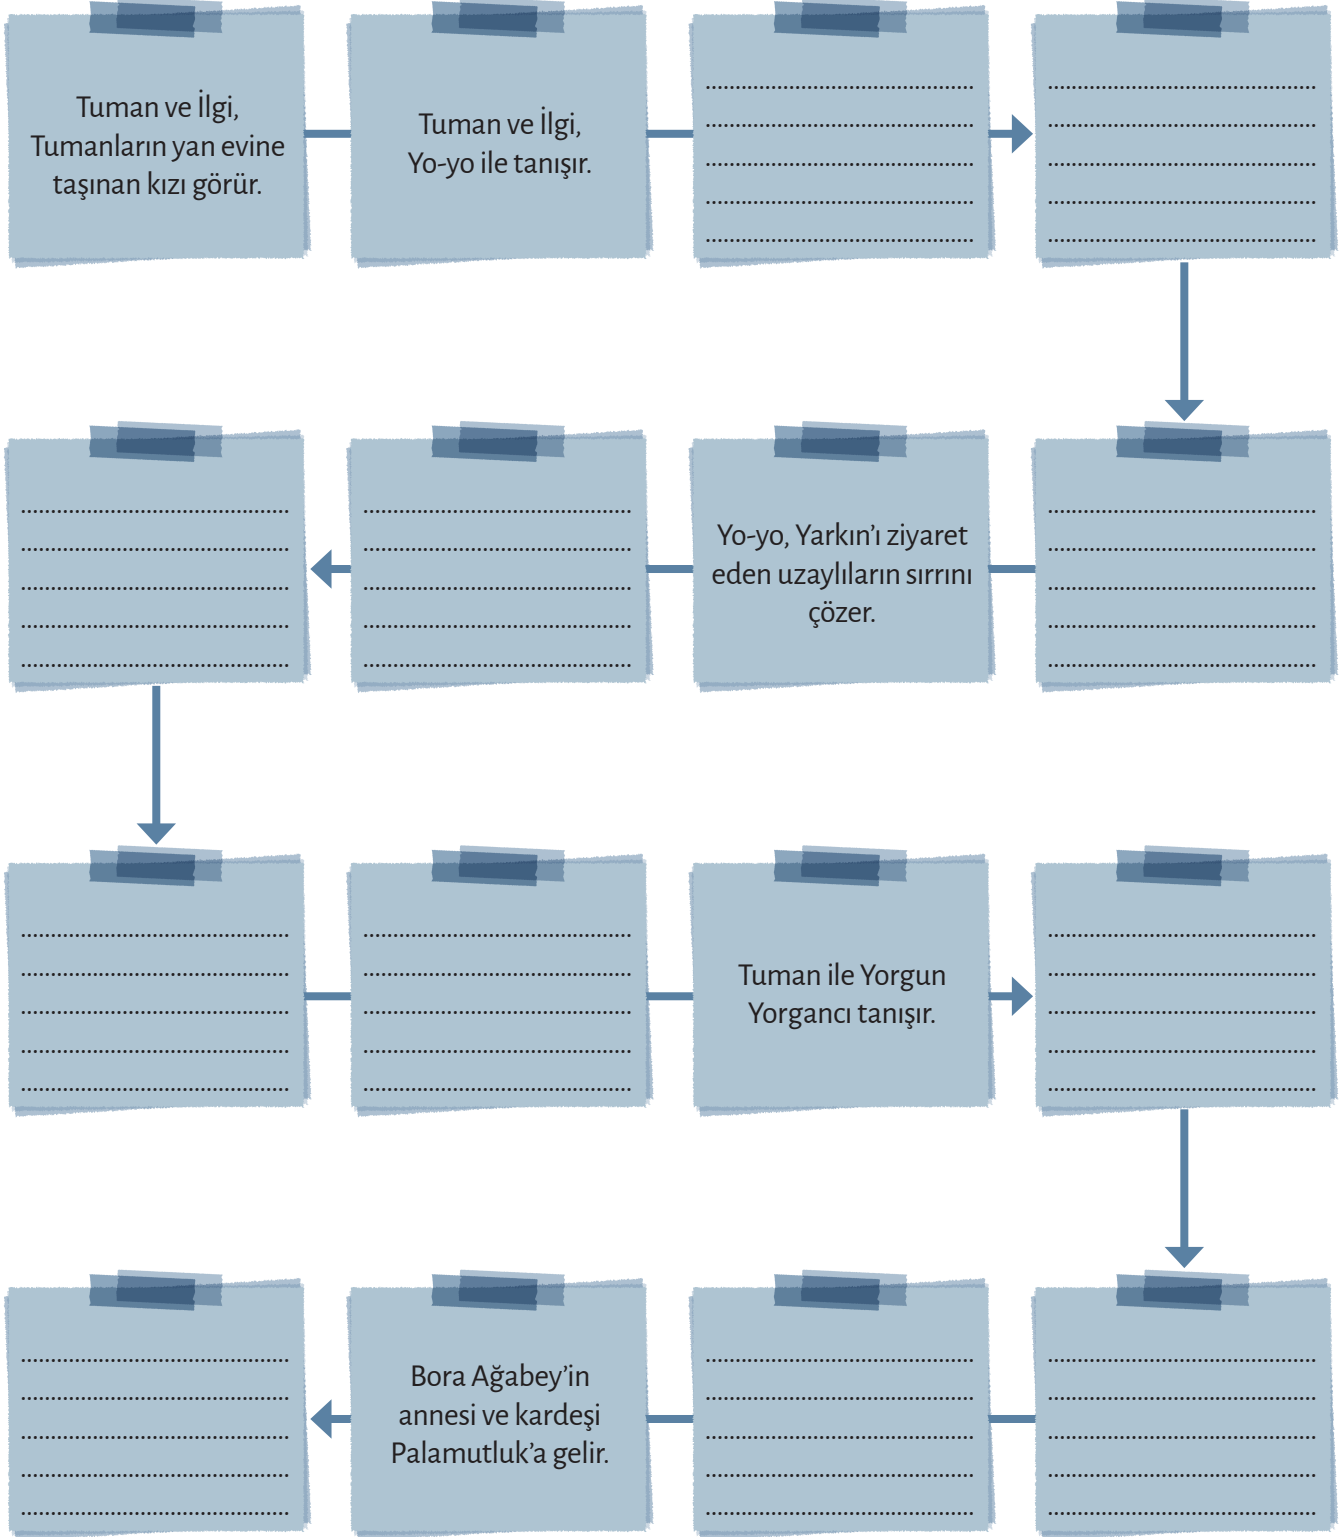 Tuman ve İlgi,
Tumanların yan evine
taşınan kızı görür.
Tuman ve İlgi,
Yo-yo ile tanışır.
Yo-yo, Yarkın’ı ziyaret
eden uzaylıların sırrını
çözer.
Tuman ile Yorgun
Yorgancı tanışır.
Bora Ağabey’in
annesi ve kardeşi
Palamutluk’a gelir.